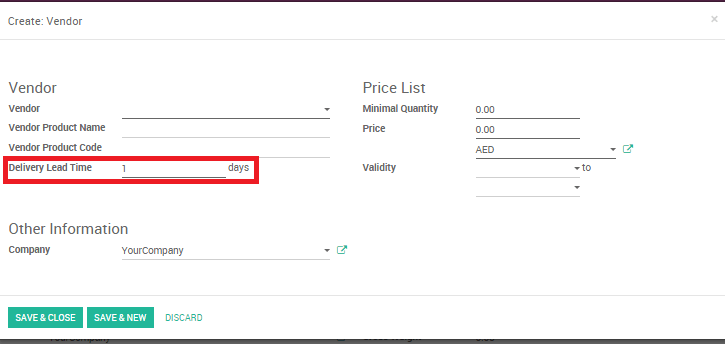 Create: Vendor
×
Vendor
Vendor
Vendor Product Name
Vendor Product Code
Delivery Lead Time 1 days
Price List
Minimal Quantity 0.00
Price 0.00
AED
Validity to
Other Information
Company YourCompany
SAVE & CLOSE SAVE & NEW DISCARD